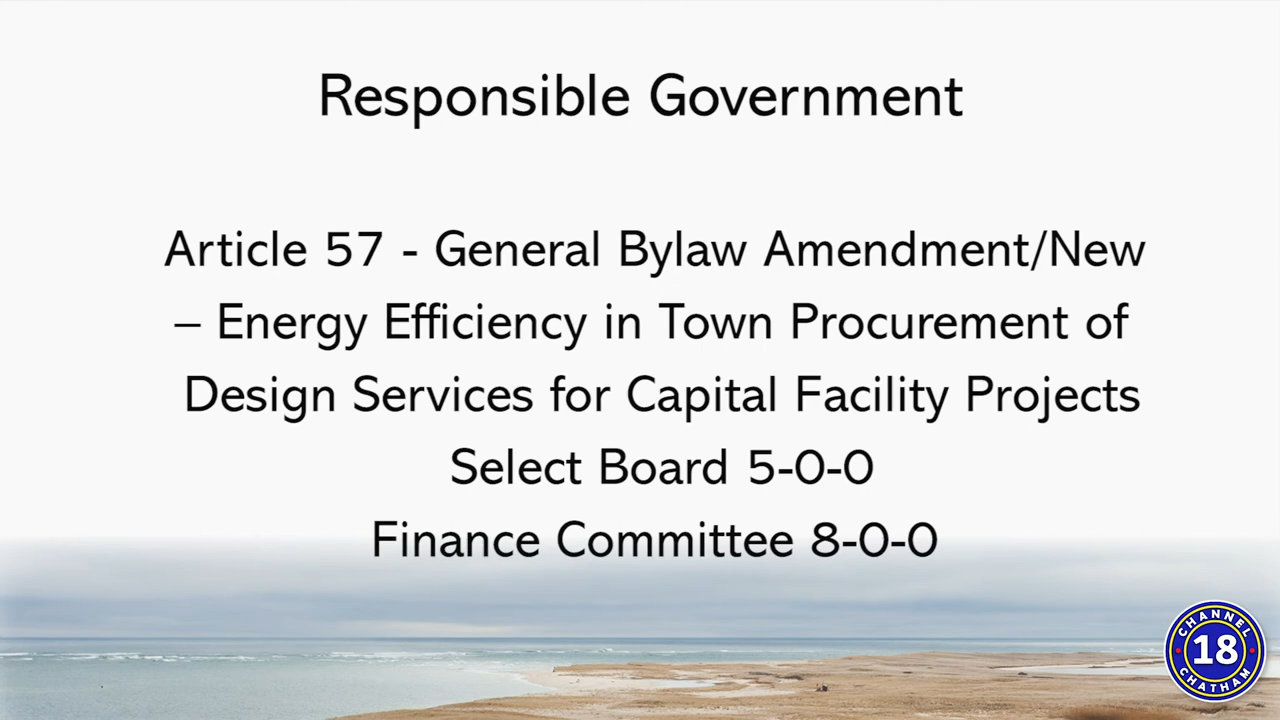 Responsible Government
Article 57 - General Bylaw Amendment/New
– Energy Efficiency in Town Procurement of
Design Services for Capital Facility Projects
Select Board 5-0-0
Finance Committee 8-0-0
CHANNEL
18
CHATHAM